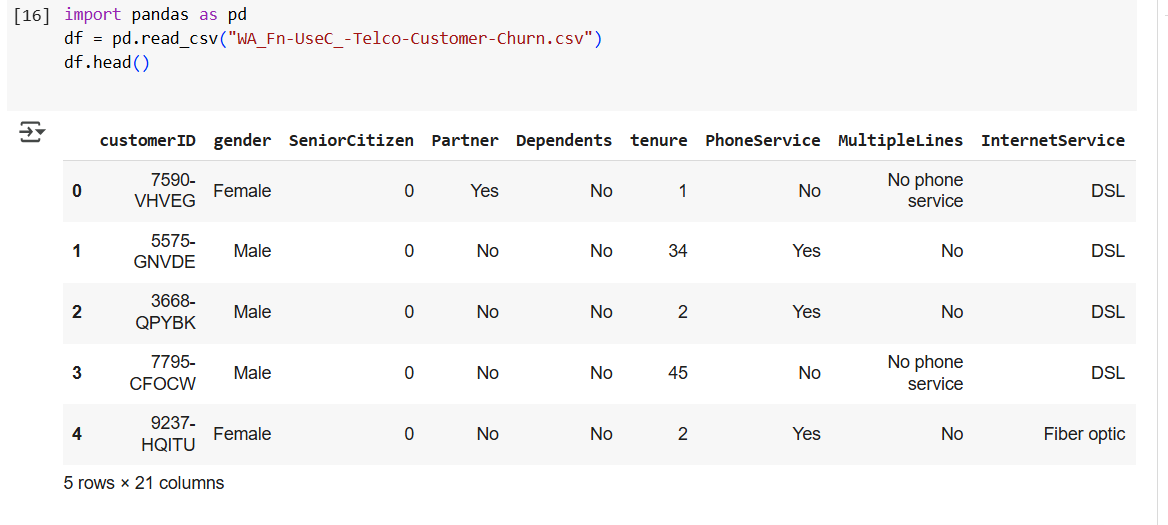 [16] import pandas as pd
df = pd.read_csv("WA_Fn-UseC_-Telco-Customer-Churn.csv")
df.head()
customerID gender SeniorCitizen Partner Dependents tenure PhoneService MultipleLines InternetService
0 7590-VHVEG Female 0 Yes No 1 No No phone service DSL
1 5575-GNVDE Male 0 No No 34 Yes No DSL
2 3668-QPYBK Male 0 No No 2 Yes No DSL
3 7795-CFOCW Male 0 No No 45 No No phone service DSL
4 9237-HQITU Female 0 No No 2 Yes No Fiber optic
5 rows × 21 columns